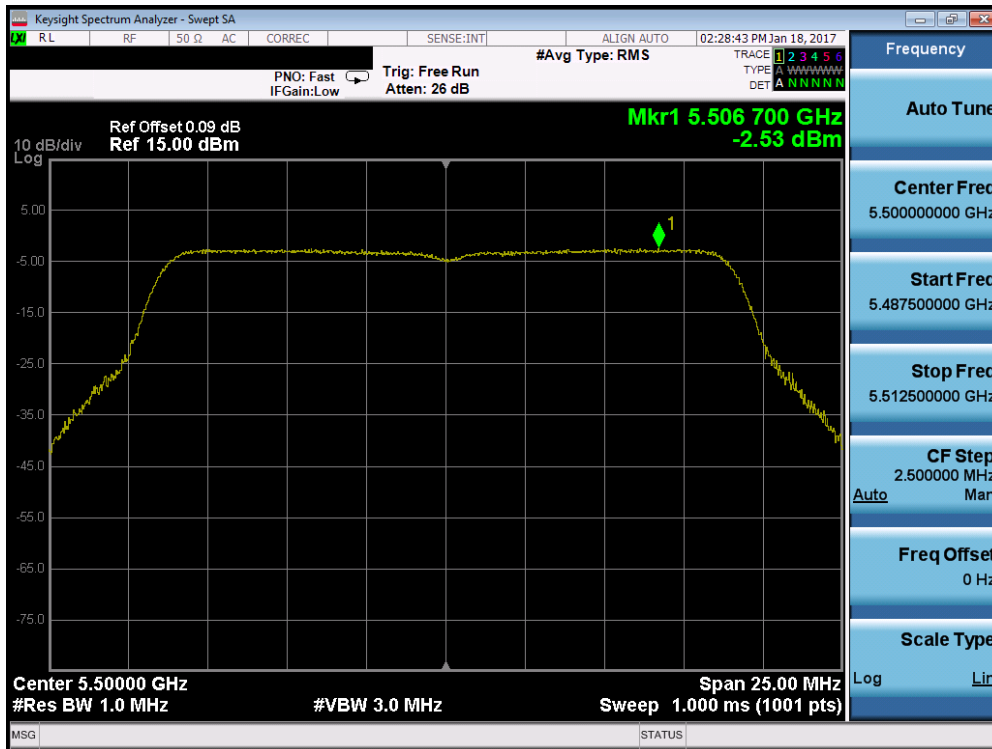 Keysight Spectrum Analyzer - Swept SA
LXI RL RF 50 Ω AC CORREC SENSE:INT ALIGN AUTO 02:28:43 PM Jan 18, 2017
PNO: Fast
IFGain:Low
Trig: Free Run
Atten: 26 dB
#Avg Type: RMS
TRACE 1 2 3 4 5 6
TYPE A WWWWW
DET A N N N N N
Mkr1 5.506 700 GHz
-2.53 dBm
Ref Offset 0.09 dB
10 dB/div Ref 15.00 dBm
Log
5.00
-5.00
-15.0
-25.0
-35.0
-45.0
-55.0
-65.0
-75.0
1
Center 5.50000 GHz Span 25.00 MHz
#Res BW 1.0 MHz #VBW 3.0 MHz Sweep 1.000 ms (1001 pts)
MSG STATUS
Frequency
Auto Tune
Center Freq
5.500000000 GHz
Start Freq
5.487500000 GHz
Stop Freq
5.512500000 GHz
CF Step
2.500000 MHz
Auto Man
Freq Offset
0 Hz
Scale Type
Log Lin